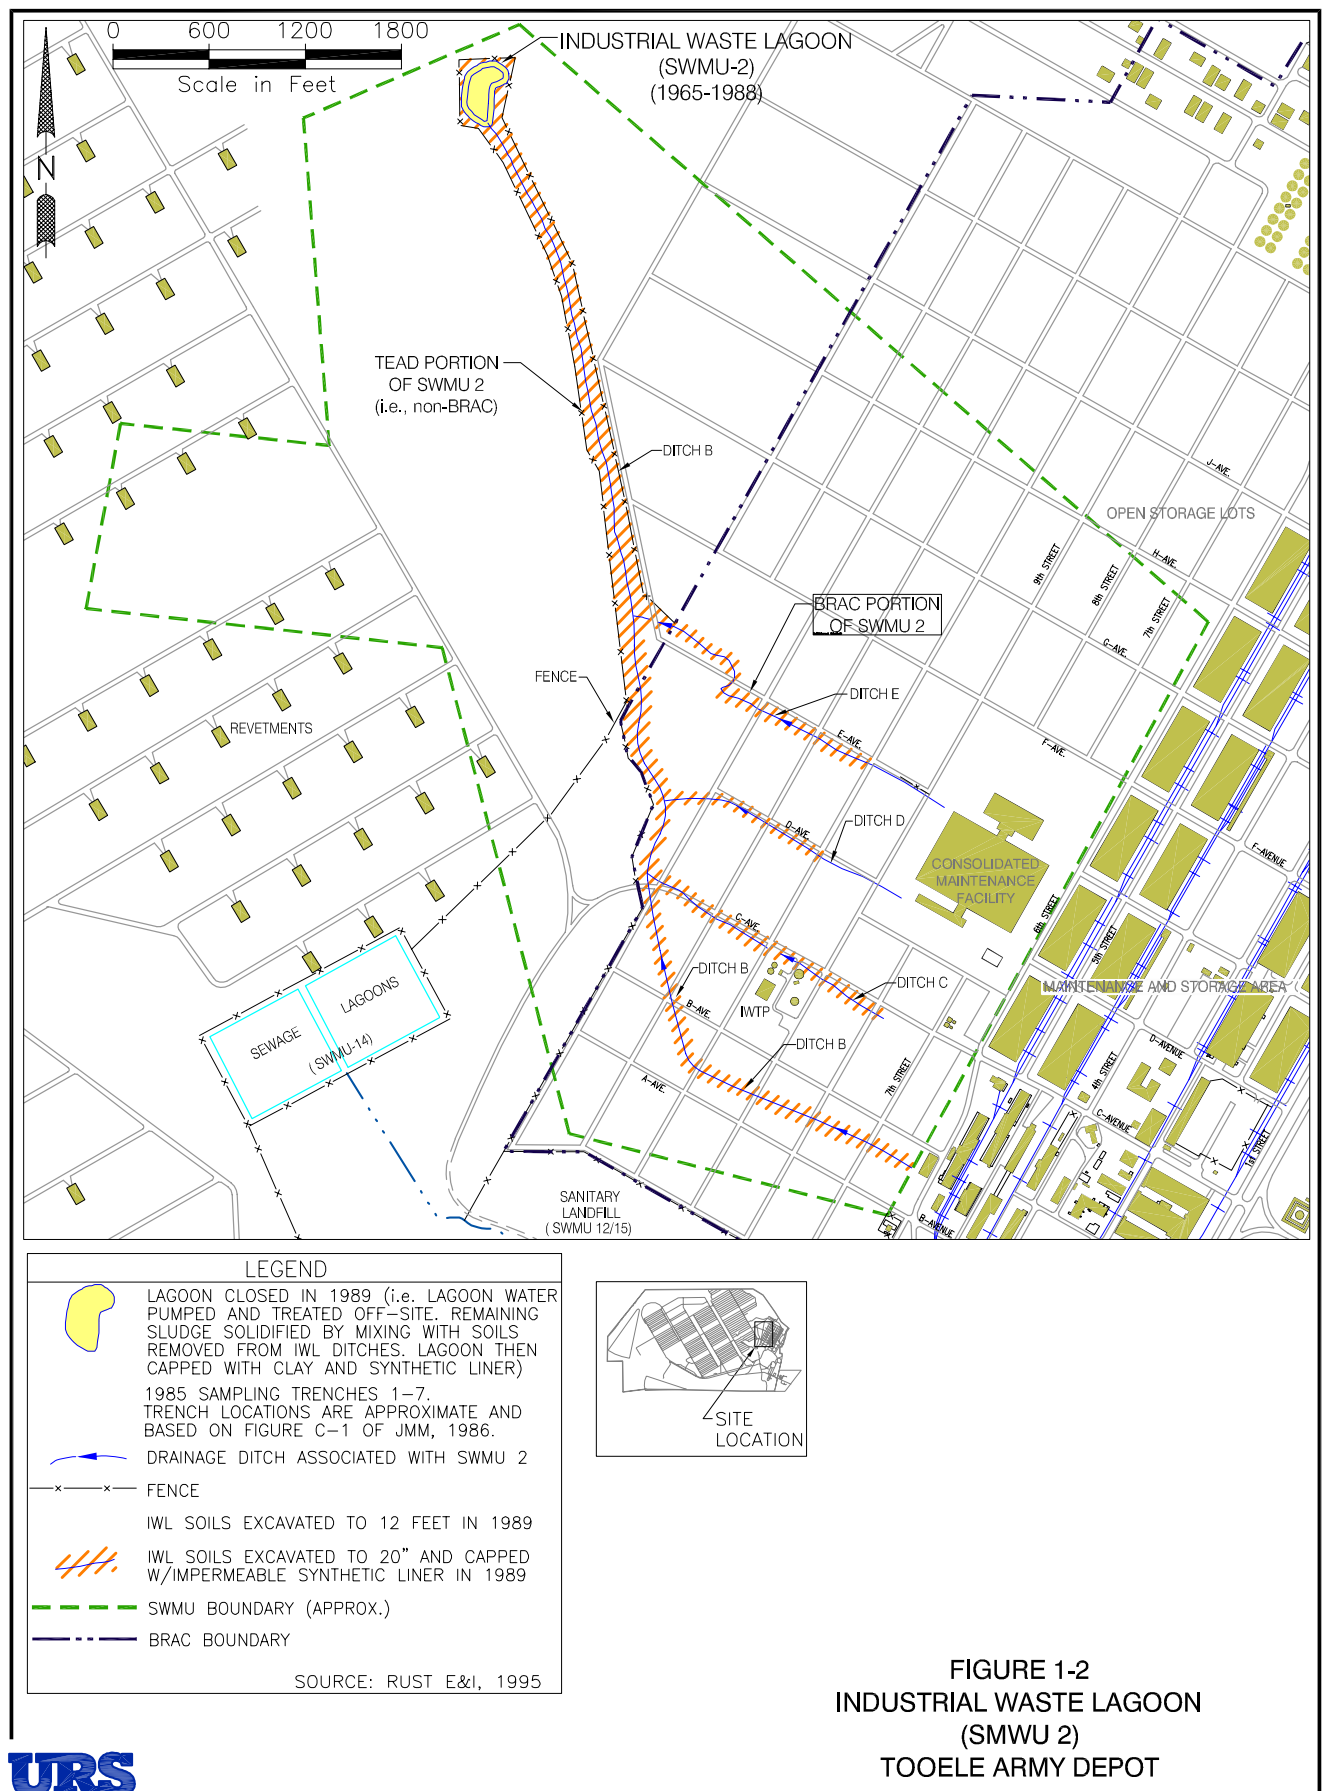 0 600 1200 1800
Scale in Feet
N
INDUSTRIAL WASTE LAGOON
(SWMU-2)
(1965-1988)
TEAD PORTION
OF SWMU 2
(i.e., non-BRAC)
DITCH B
J-AVE.
OPEN STORAGE LOTS
H-AVE.
9th STREET
8th STREET
7th STREET
G-AVE.
BRAC PORTION
OF SWMU 2
FENCE
DITCH E
REVETMENTS
E-AVE.
F-AVE.
D-AVE.
DITCH D
F-AVENUE
CONSOLIDATED
MAINTENANCE
FACILITY
6th STREET
C-AVE.
5th STREET
DITCH B
DITCH C
MAINTENANCE AND STORAGE AREA
LAGOONS
SEWAGE
( SWMU-14)
B-AVE.
IWTP
DITCH B
D-AVENUE
A-AVE.
7th STREET
4th STREET
C-AVENUE
1st STREET
SANITARY
LANDFILL
( SWMU 12/15)
B-AVENUE
LEGEND
LAGOON CLOSED IN 1989 (i.e. LAGOON WATER
PUMPED AND TREATED OFF-SITE. REMAINING
SLUDGE SOLIDIFIED BY MIXING WITH SOILS
REMOVED FROM IWL DITCHES. LAGOON THEN
CAPPED WITH CLAY AND SYNTHETIC LINER)
1985 SAMPLING TRENCHES 1-7.
TRENCH LOCATIONS ARE APPROXIMATE AND
BASED ON FIGURE C-1 OF JMM, 1986.
DRAINAGE DITCH ASSOCIATED WITH SWMU 2
FENCE
IWL SOILS EXCAVATED TO 12 FEET IN 1989
IWL SOILS EXCAVATED TO 20" AND CAPPED
W/IMPERMEABLE SYNTHETIC LINER IN 1989
SWMU BOUNDARY (APPROX.)
BRAC BOUNDARY
SOURCE: RUST E&I, 1995
SITE
LOCATION
FIGURE 1-2
INDUSTRIAL WASTE LAGOON
(SMWU 2)
TOOELE ARMY DEPOT
URS